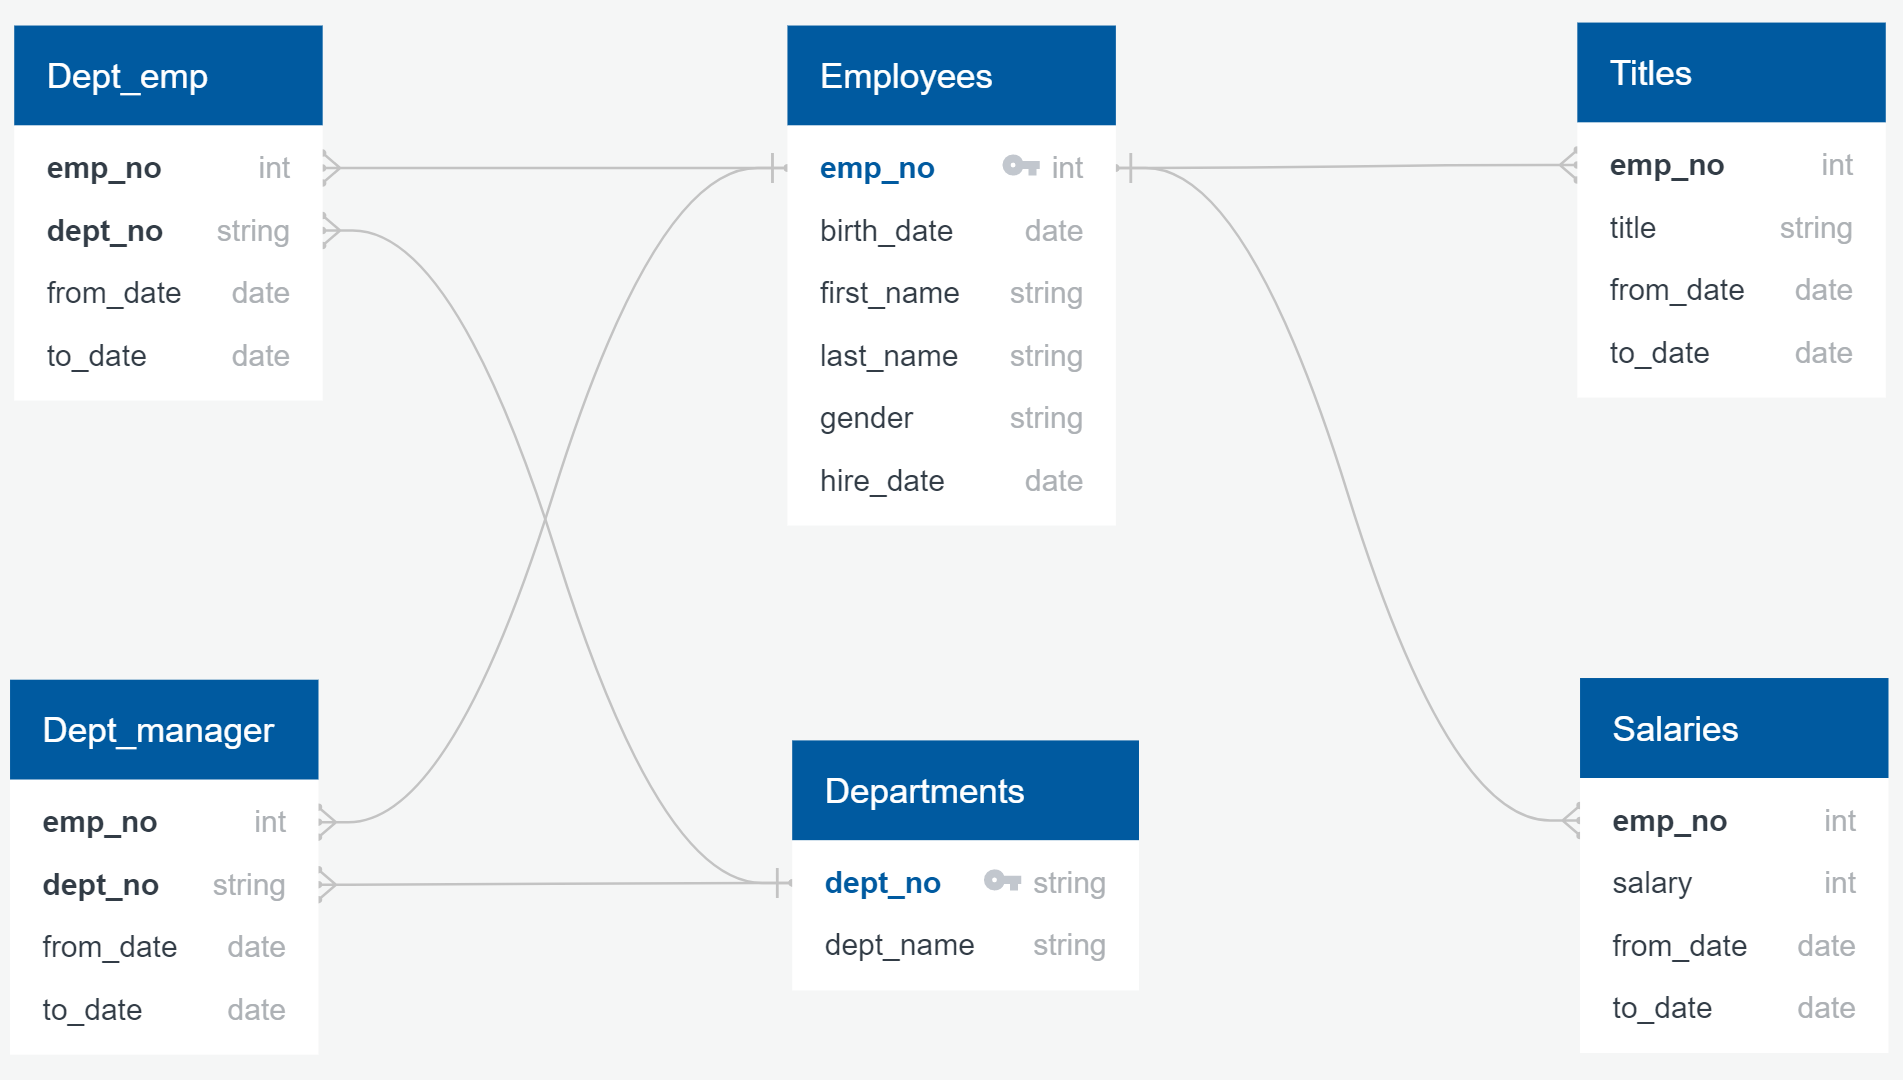 Dept_emp
emp_no int
dept_no string
from_date date
to_date date
Employees
emp_no int
birth_date date
first_name string
last_name string
gender string
hire_date date
Titles
emp_no int
title string
from_date date
to_date date
Dept_manager
emp_no int
dept_no string
from_date date
to_date date
Departments
dept_no string
dept_name string
Salaries
emp_no int
salary int
from_date date
to_date date